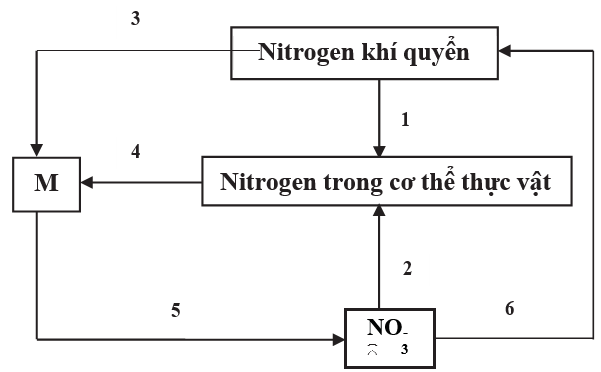 3
Nitrogen khí quyển
1
4
M
Nitrogen trong cơ thể thực vật
2
5
6
NO-
3